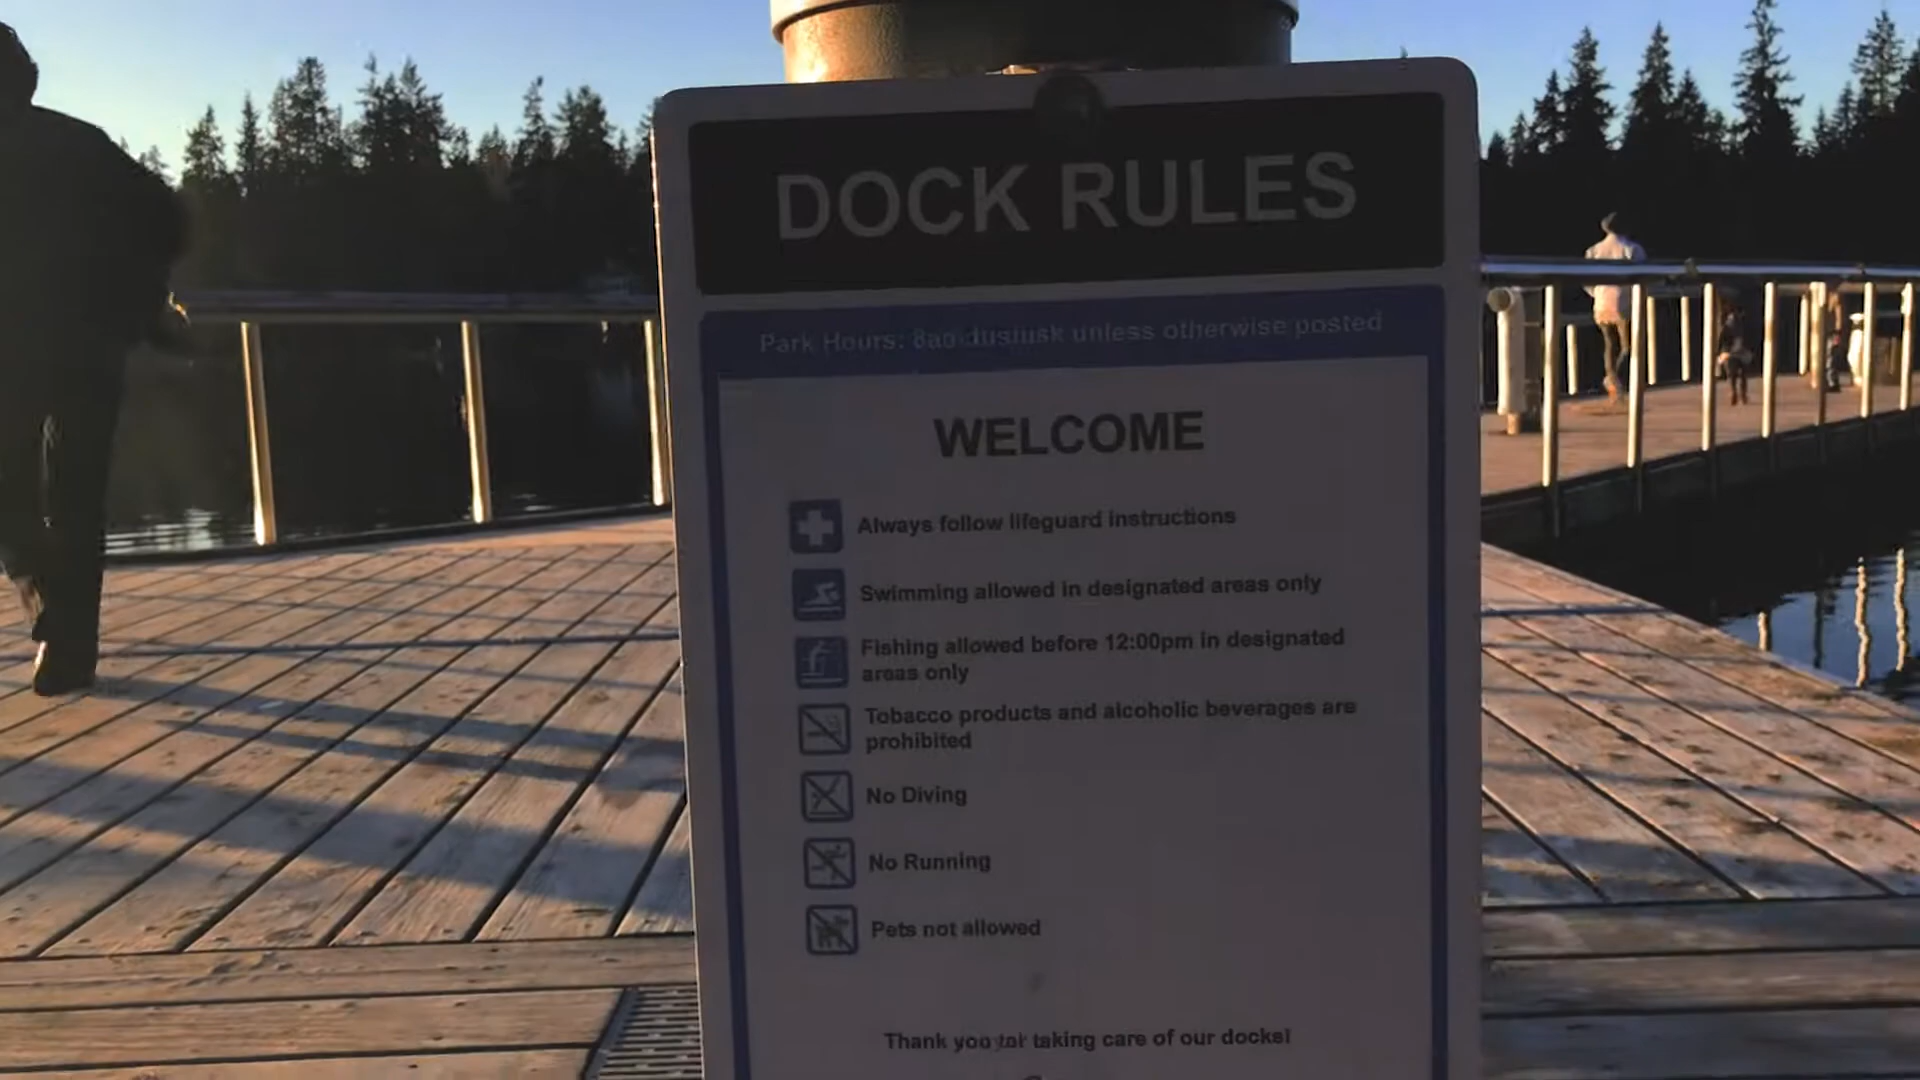 DOCK RULES
Park Hours: unless otherwise posted
WELCOME
Always follow lifeguard instructions
Swimming allowed in designated areas only
Fishing allowed before 12:00pm in designated
areas only
Tobacco products and alcoholic beverages are
prohibited
No Diving
No Running
Pets not allowed
Thank you for taking care of our docks!